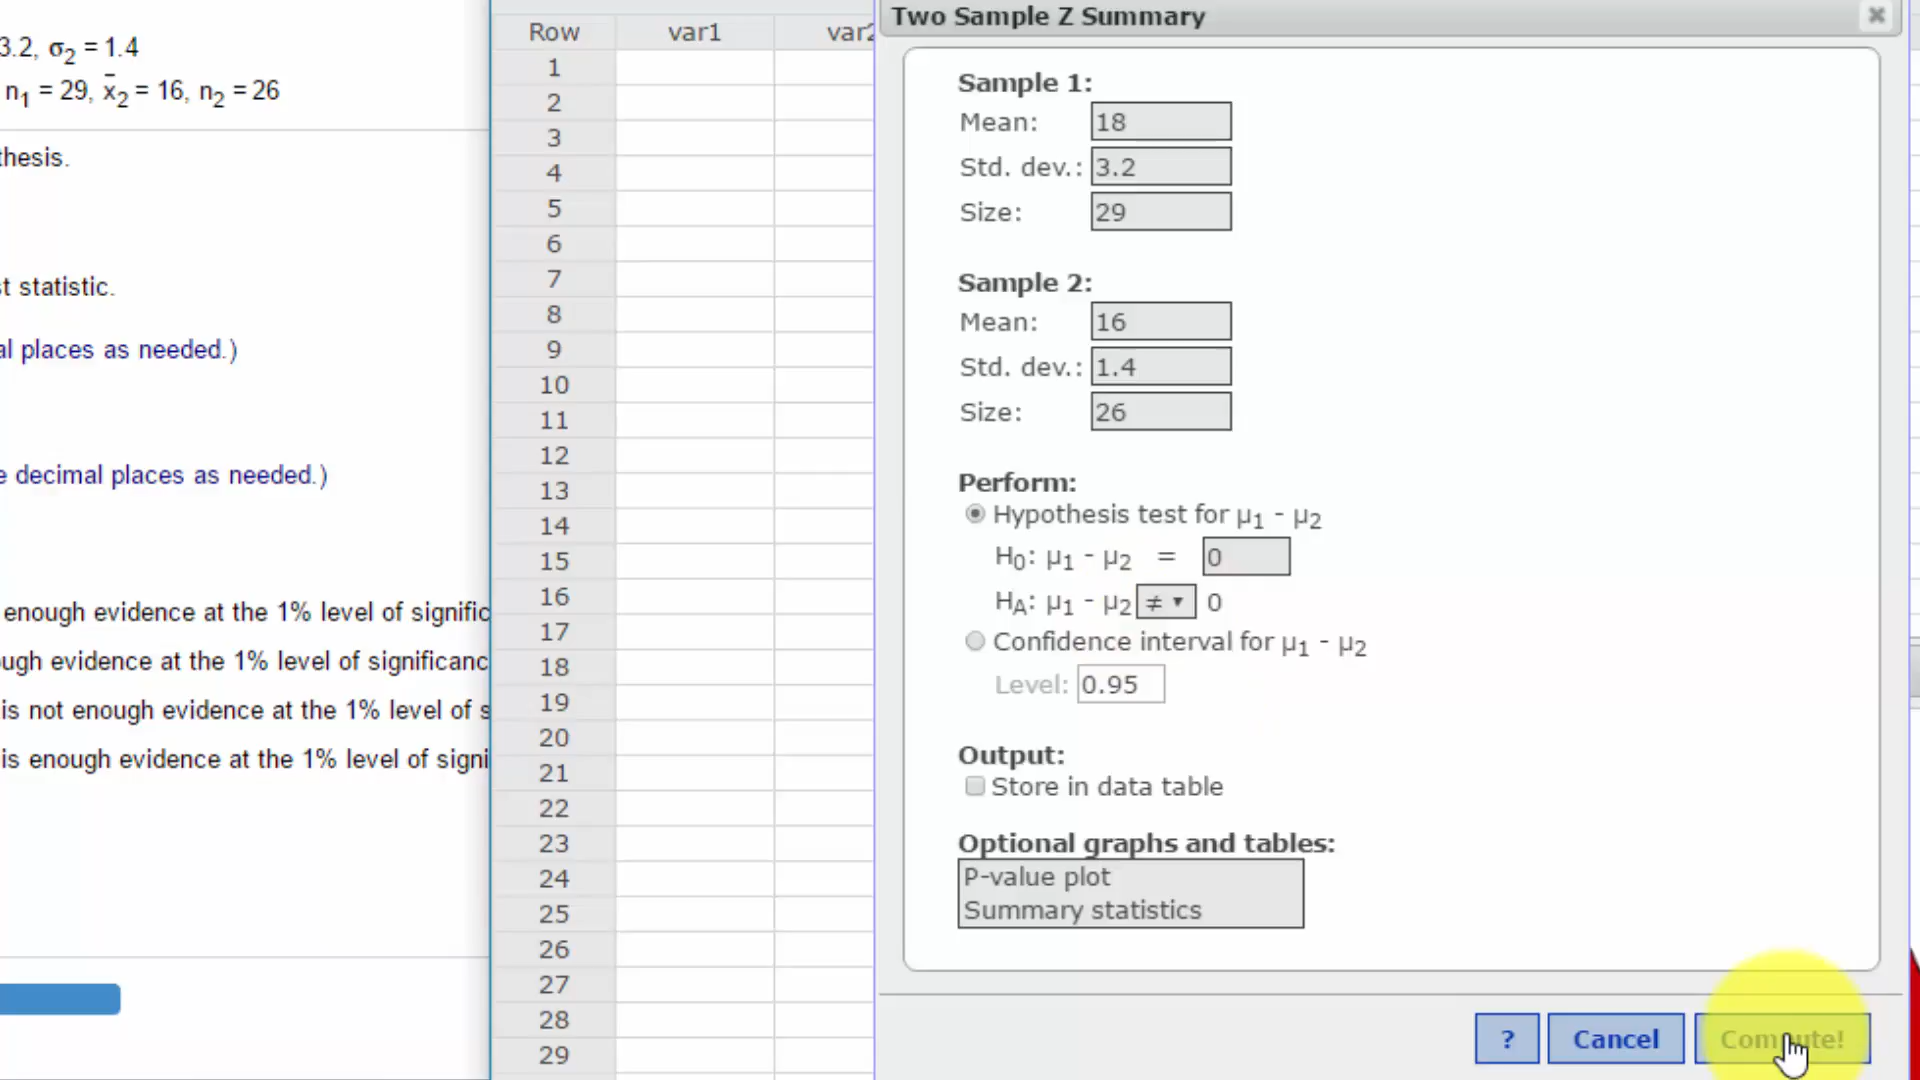 3.2, σ2 = 1.4
n1 = 29, x̄2 = 16, n2 = 26
thesis.
t statistic.
al places as needed.)
e decimal places as needed.)
enough evidence at the 1% level of signific
ugh evidence at the 1% level of significanc
is not enough evidence at the 1% level of s
is enough evidence at the 1% level of signi
Row var1 var2
1
2
3
4
5
6
7
8
9
10
11
12
13
14
15
16
17
18
19
20
21
22
23
24
25
26
27
28
29
Two Sample Z Summary
Sample 1:
Mean: 18
Std. dev.: 3.2
Size: 29
Sample 2:
Mean: 16
Std. dev.: 1.4
Size: 26
Perform:
Hypothesis test for μ1 - μ2
H0: μ1 - μ2 = 0
HA: μ1 - μ2 ≠ 0
Confidence interval for μ1 - μ2
Level: 0.95
Output:
Store in data table
Optional graphs and tables:
P-value plot
Summary statistics
? Cancel Compute!